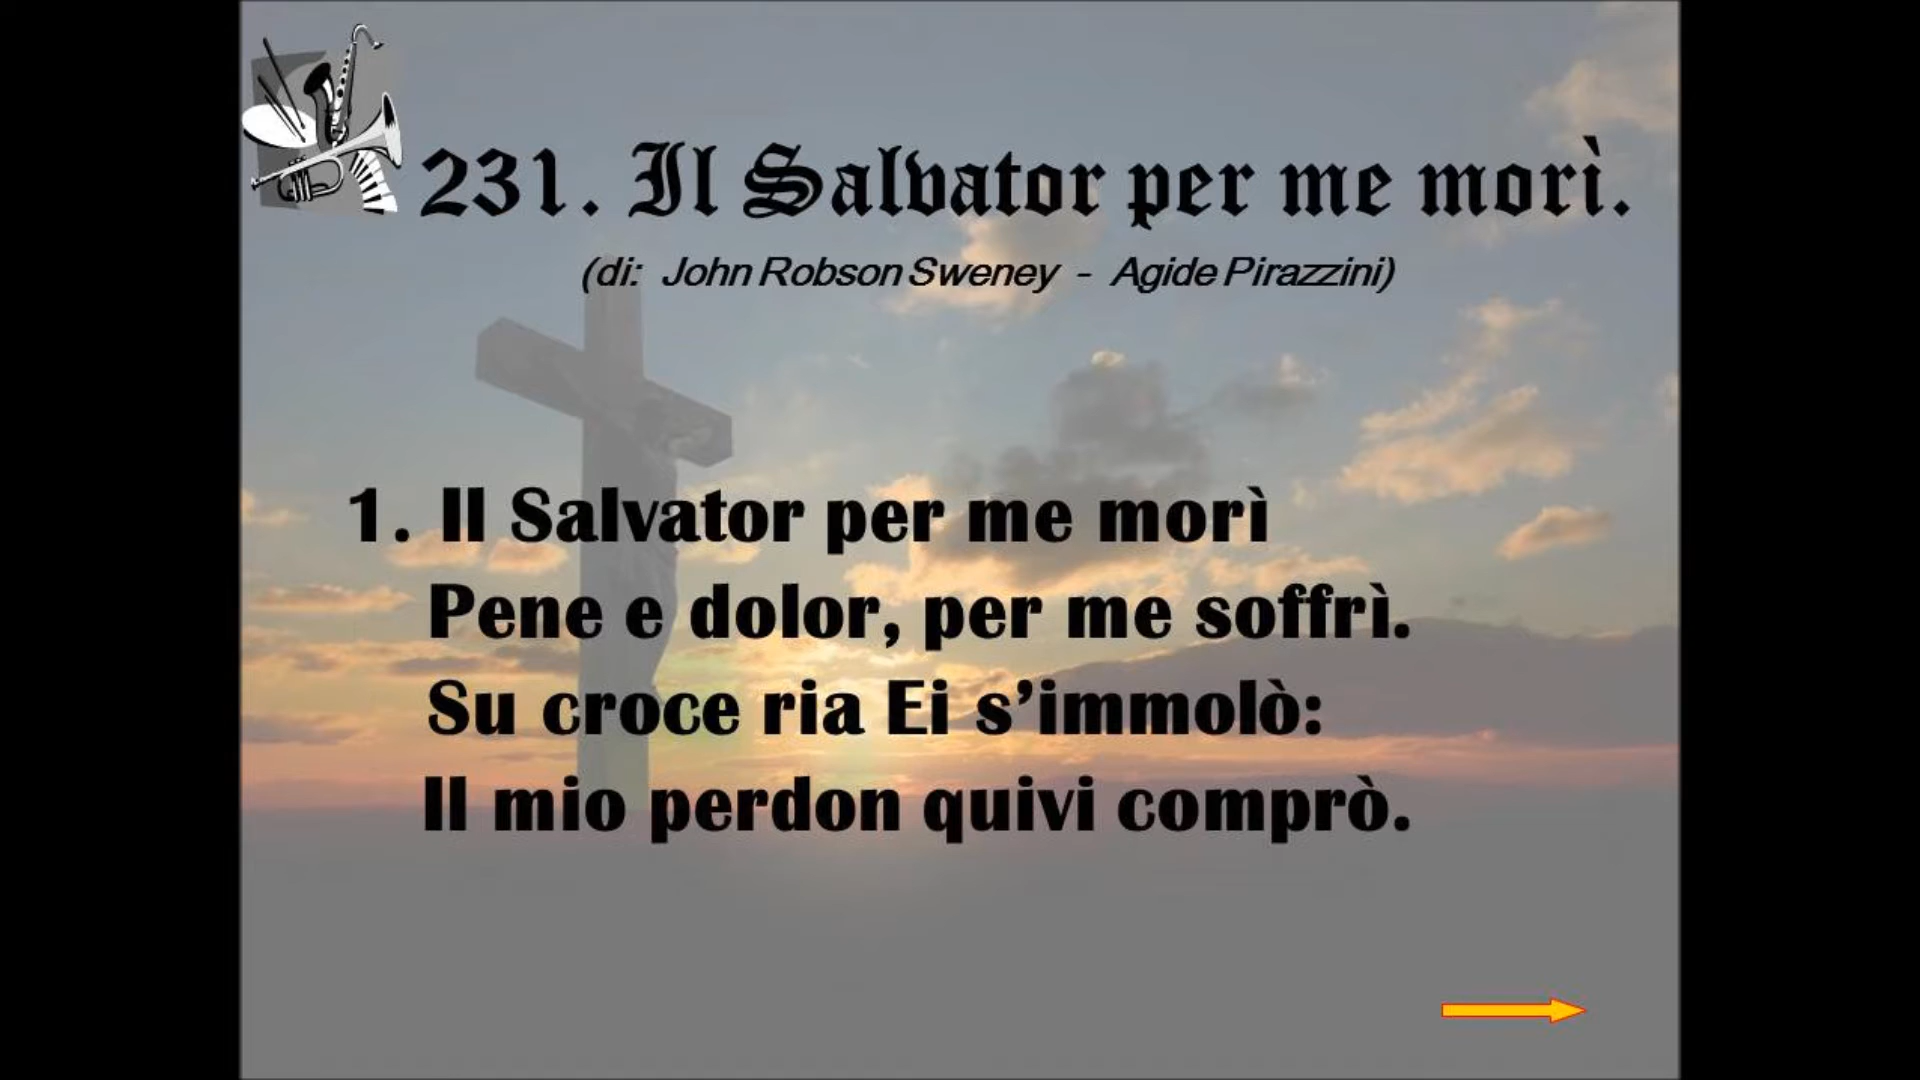 231. Il Salvator per me morì.
(di: John Robson Sweney - Agide Pirazzini)
1. Il Salvator per me morì
Pene e dolor, per me soffrì.
Su croce ria Ei s’immolò:
Il mio perdon quivi comprò.